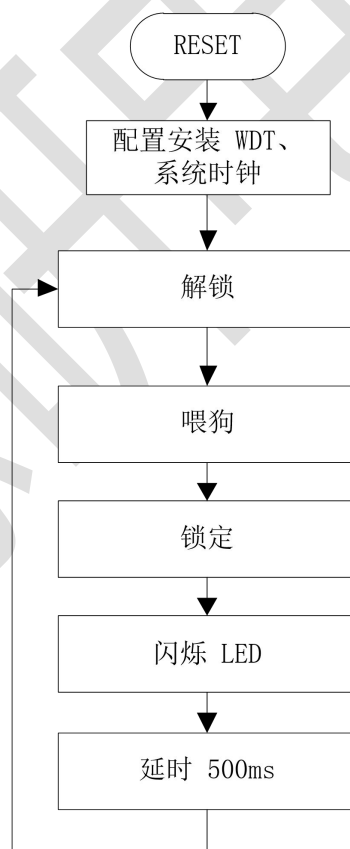 RESET
配置安装 WDT、
系统时钟
解锁
喂狗
锁定
闪烁 LED
延时 500ms